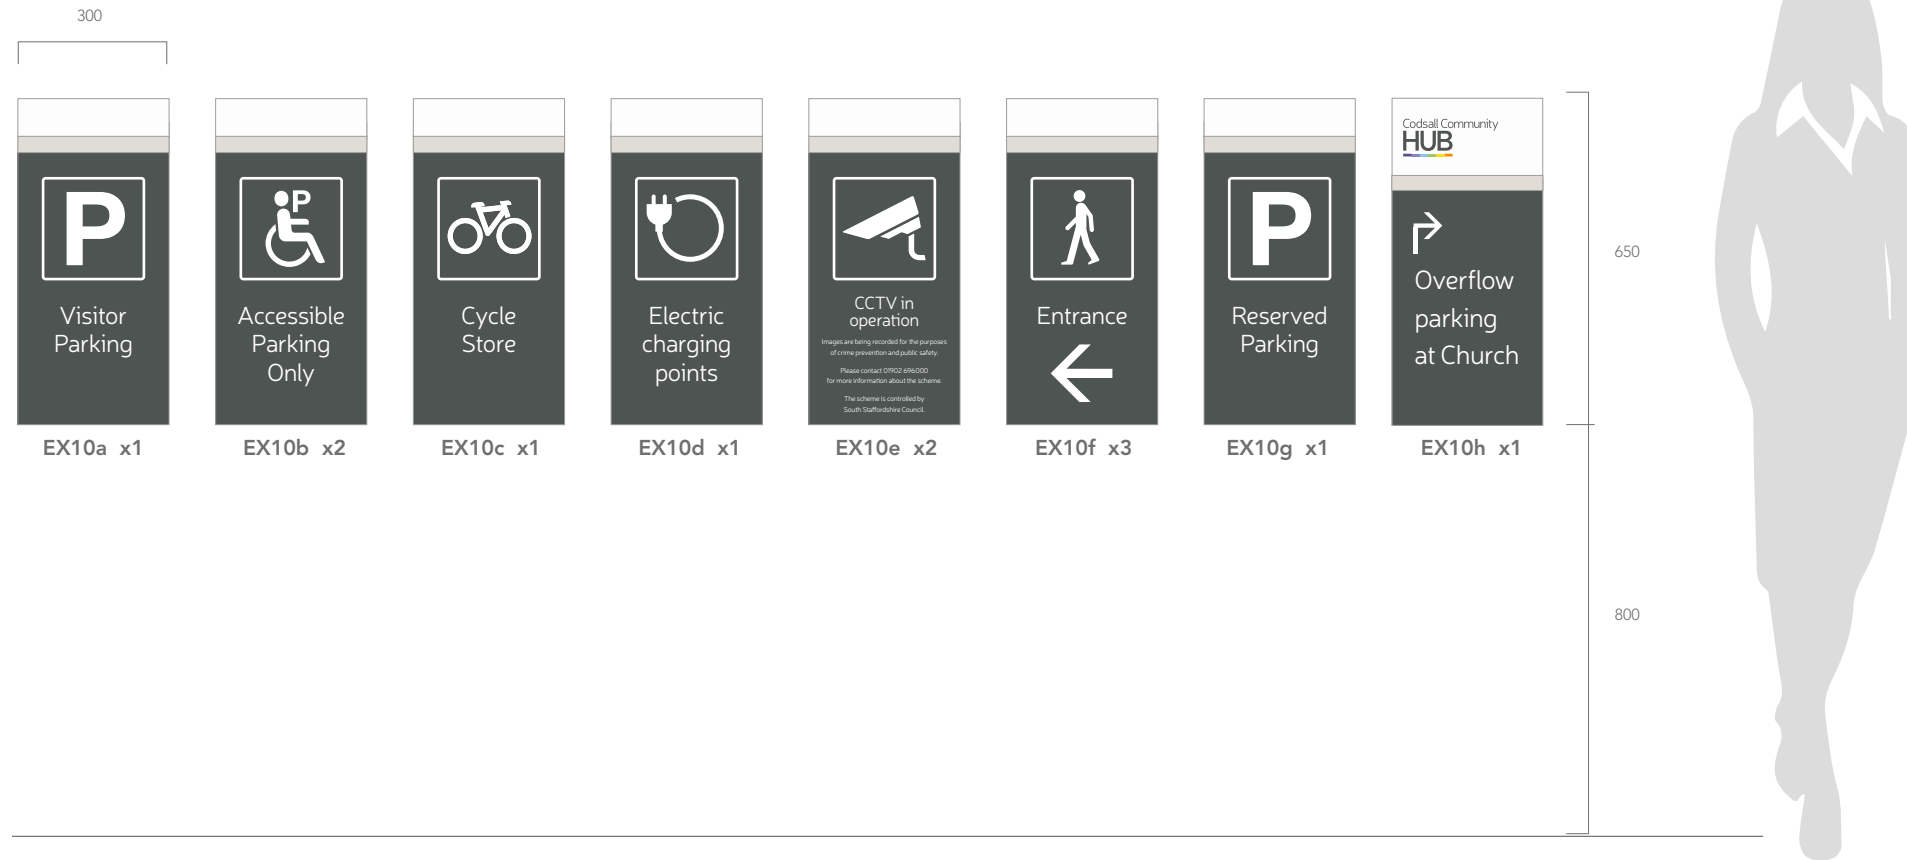 300
P
Visitor
Parking
EX10a x1
P
Accessible
Parking
Only
EX10b x2
Cycle
Store
EX10c x1
Electric
charging
points
EX10d x1
CCTV in
operation
Images are being recorded for the purposes
of crime prevention and public safety.
Please contact 01902 696000
for more information about the scheme.
The scheme is controlled by
South Staffordshire Council.
EX10e x2
Entrance
EX10f x3
P
Reserved
Parking
EX10g x1
Codsall Community
HUB
Overflow
parking
at Church
EX10h x1
650
800